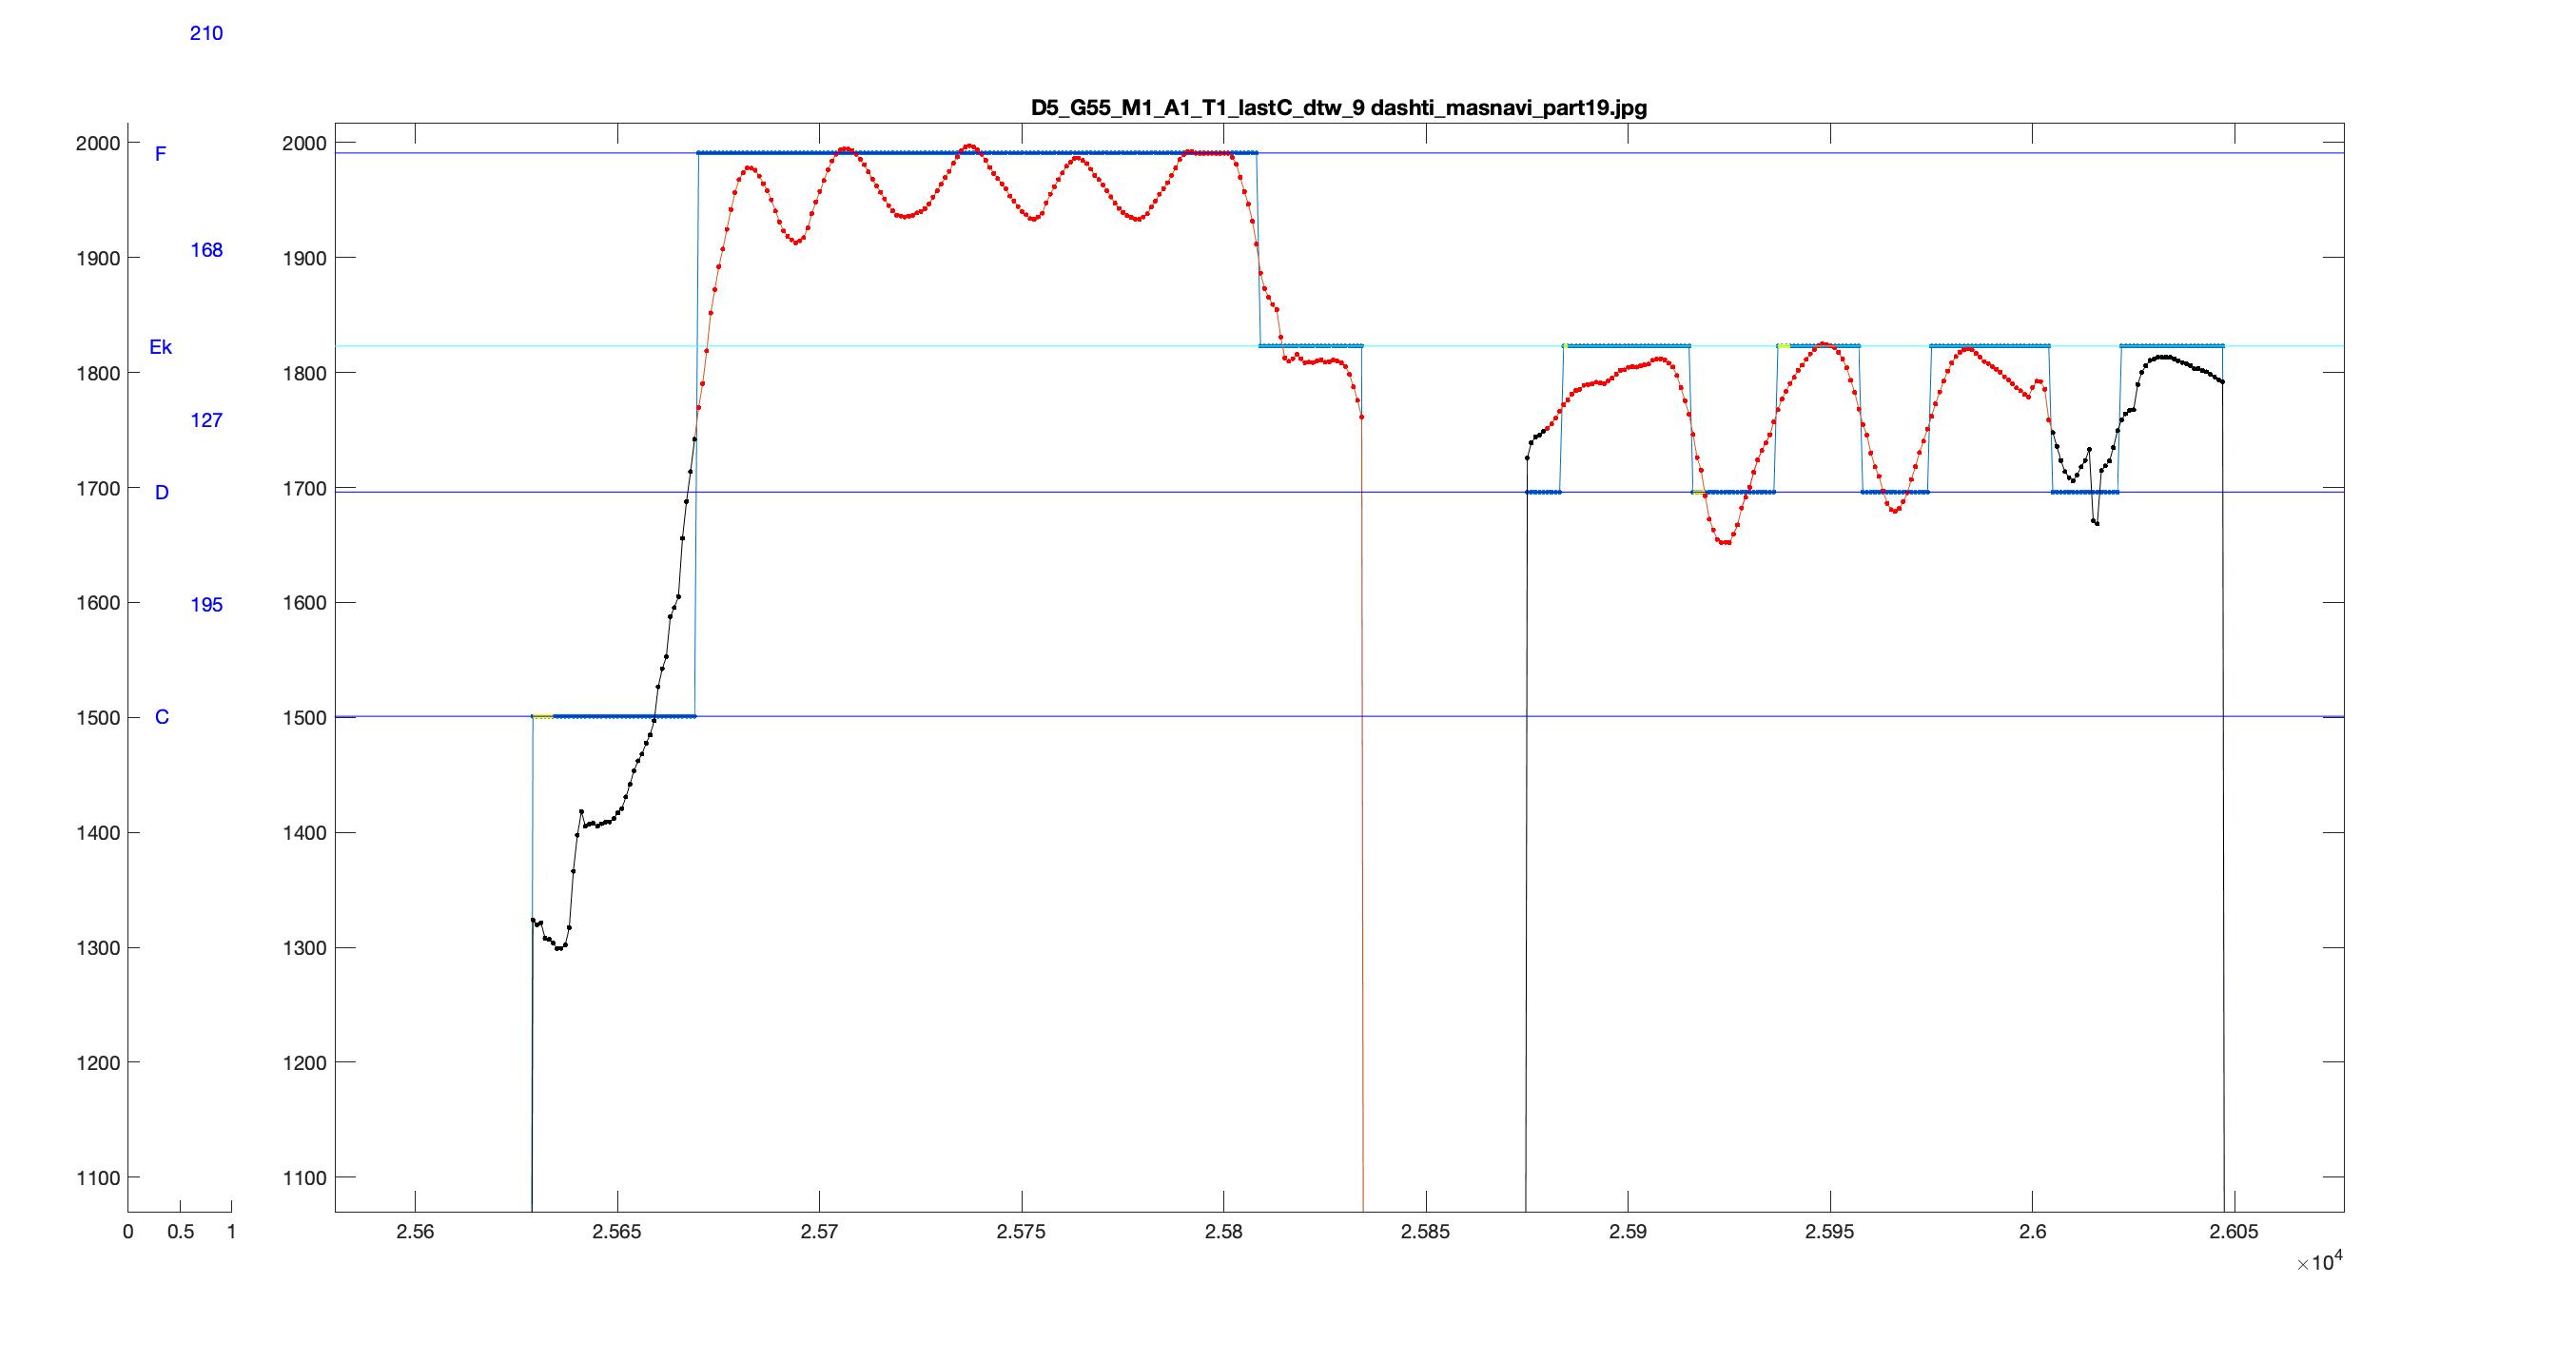 210
D5_G55_M1_A1_T1_lastC_dtw_9 dashti_masnavi_part19.jpg
2000 F 2000
1900 168 1900
Ek
1800 1800
127
1700 D 1700
1600 195 1600
1500 C 1500
1400 1400
1300 1300
1200 1200
1100 1100
0 0.5 1 2.56 2.565 2.57 2.575 2.58 2.585 2.59 2.595 2.6 2.605
×10⁴